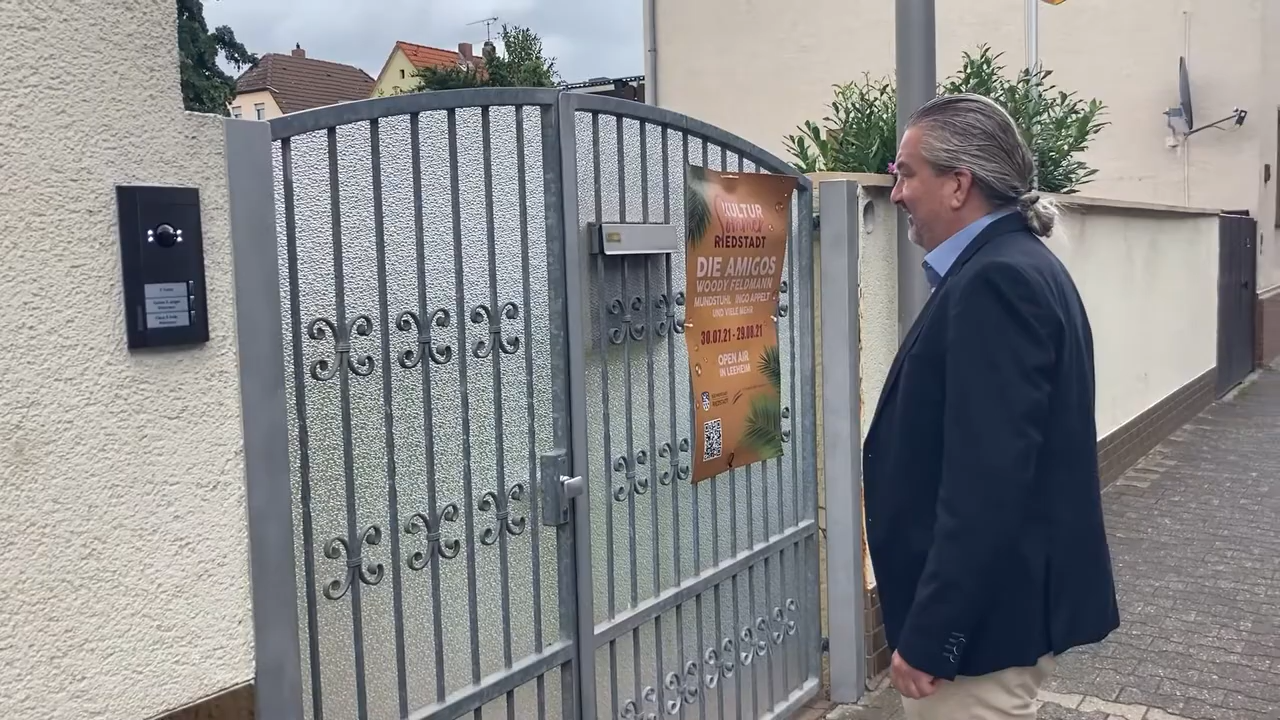 KULTUR
Sommer
RIEDSTADT
DIE AMIGOS
WOODY FELDMANN
MUNDSTUHL INGO APPELT
UND VIELE MEHR
30.07.21 - 29.08.21
OPEN AIR
IN LEEHEIM